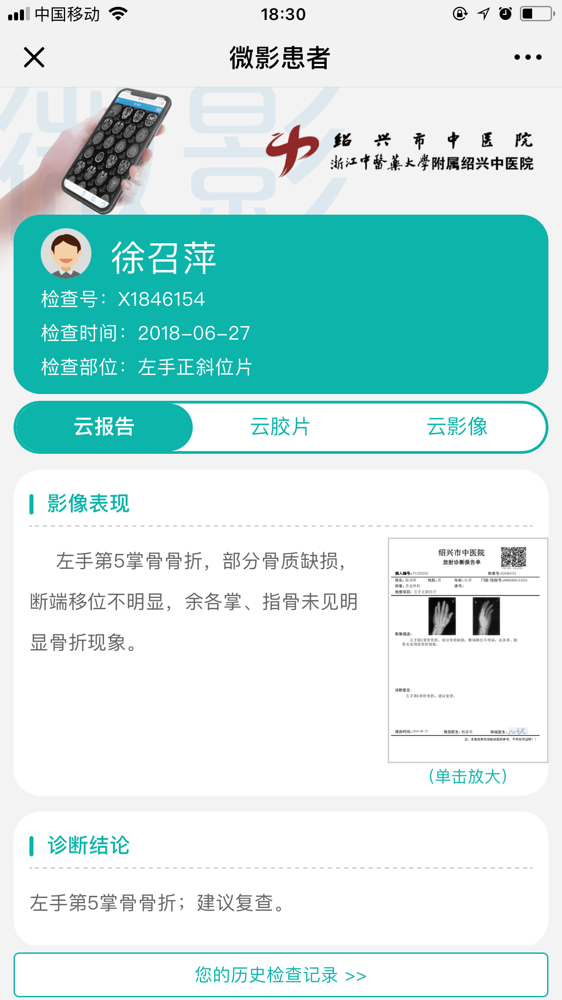 中国移动
18:30
微影患者
微影
绍兴市中医院
浙江中醫藥大學附属绍兴中医院
徐召萍
检查号：X1846154
检查时间：2018-06-27
检查部位：左手正斜位片
云报告
云胶片
云影像
影像表现
左手第5掌骨骨折，部分骨质缺损，
断端移位不明显，余各掌、指骨未见明
显骨折现象。
绍兴市中医院
放射诊断报告单
病人编号:P1255253
检查号:X1846154
姓名:徐召萍 性别:男 年龄:51岁 门诊/住院号:A000500144521
科室:手足外科 床号:
检查项目:左手正斜位片
影像描述:
左手第5掌骨骨折，部分骨质缺损，断端移位不明显，余各掌、指
骨未见明显骨折现象。
诊断意见:
左手第5掌骨骨折；建议复查。
报告时间:2018-06-27 报告医生:杨建荣 审核医生:
注：本报告单仅供临床医师参考，不作任何证明！！
(单击放大)
诊断结论
左手第5掌骨骨折；建议复查。
您的历史检查记录 >>